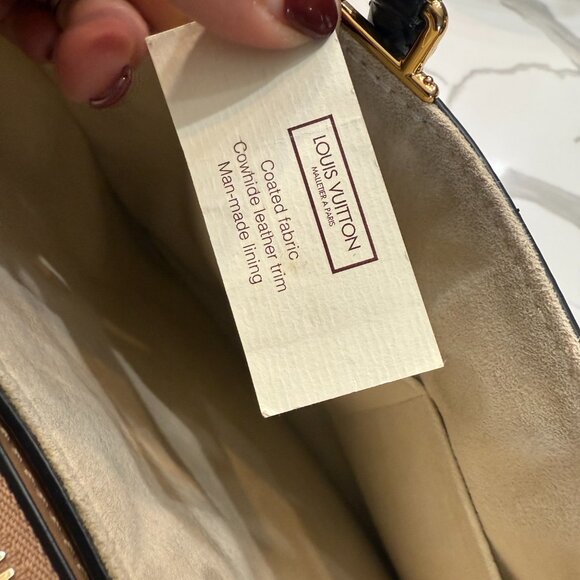 LOUIS VUITTON
MALLETIER A PARIS
Coated fabric
Cowhide leather trim
Man-made lining